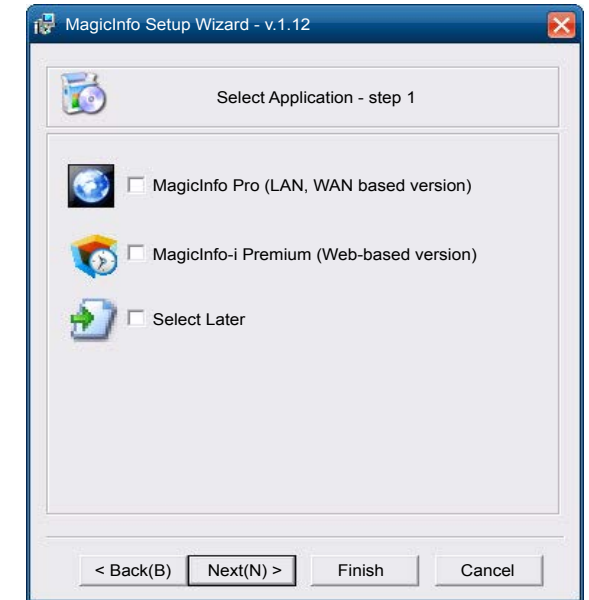 MagicInfo Setup Wizard - v.1.12
Select Application - step 1
MagicInfo Pro (LAN, WAN based version)
MagicInfo-i Premium (Web-based version)
Select Later
< Back(B) Next(N) > Finish Cancel